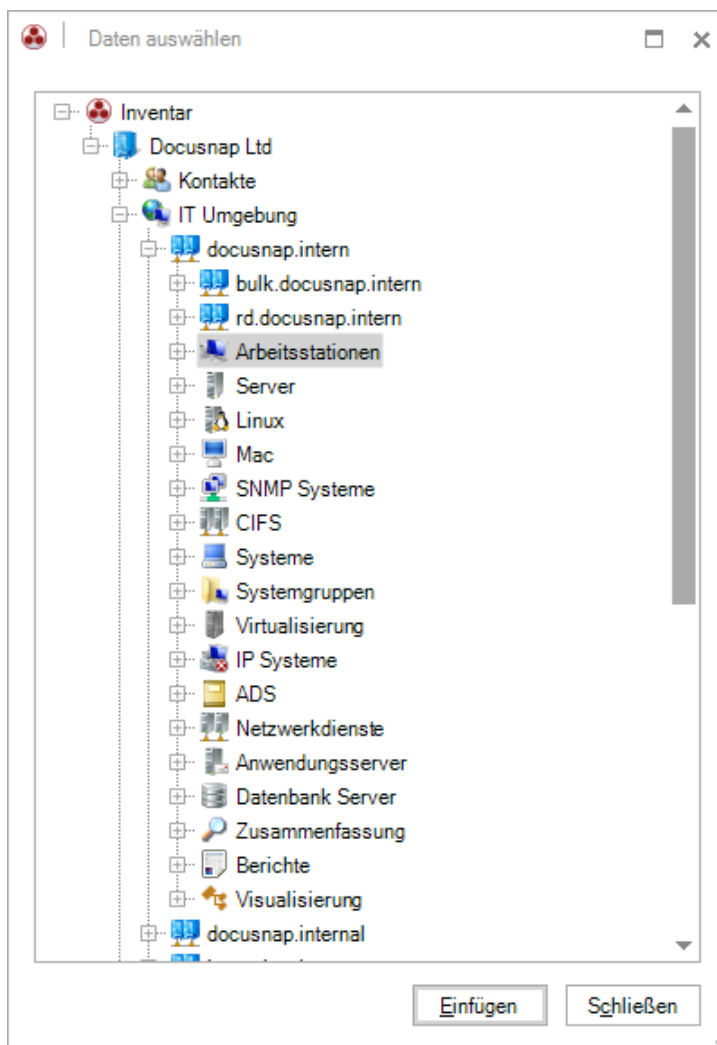 Daten auswählen
Inventar
Docusnap Ltd
Kontakte
IT Umgebung
docusnap.intern
bulk.docusnap.intern
rd.docusnap.intern
Arbeitsstationen
Server
Linux
Mac
SNMP Systeme
CIFS
Systeme
Systemgruppen
Virtualisierung
IP Systeme
ADS
Netzwerkdienste
Anwendungsserver
Datenbank Server
Zusammenfassung
Berichte
Visualisierung
docusnap.internal
Einfügen Schließen